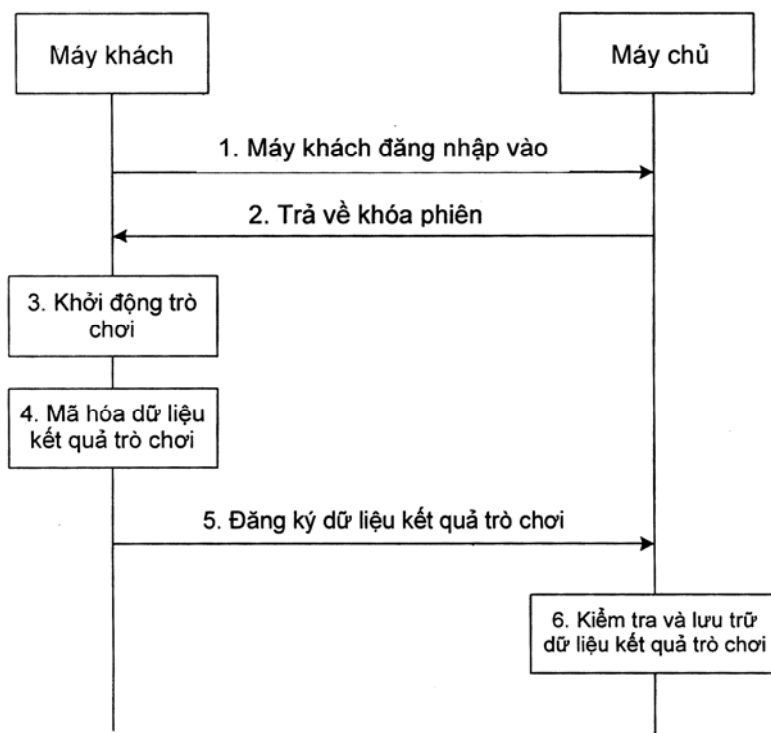 Máy khách
Máy chủ
1. Máy khách đăng nhập vào
2. Trả về khóa phiên
3. Khởi động trò
chơi
4. Mã hóa dữ liệu
kết quả trò chơi
5. Đăng ký dữ liệu kết quả trò chơi
6. Kiểm tra và lưu trữ
dữ liệu kết quả trò chơi